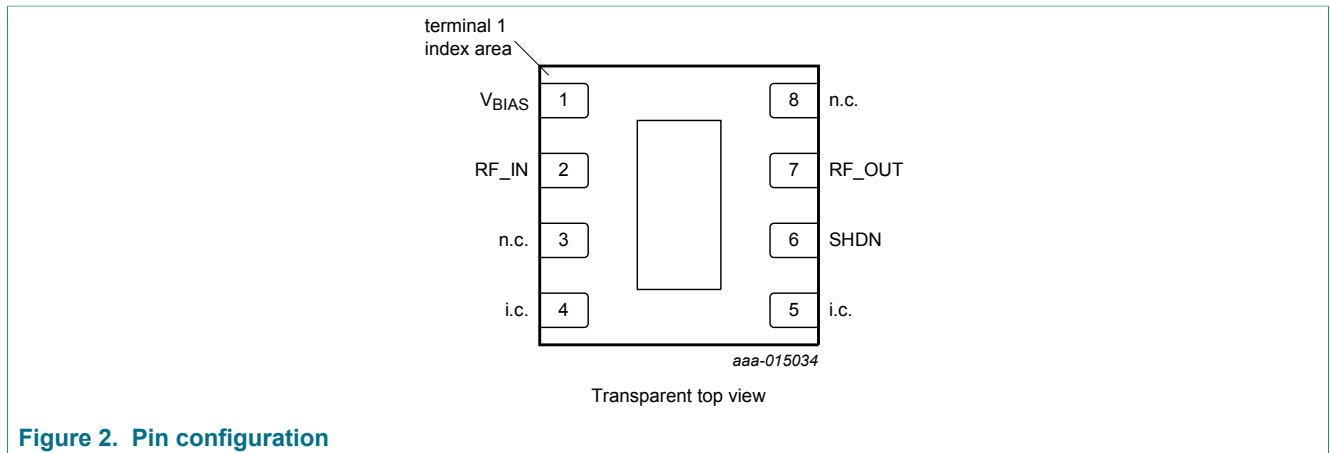 terminal 1
index area
VBIAS 1 8 n.c.
RF_IN 2 7 RF_OUT
n.c. 3 6 SHDN
i.c. 4 5 i.c.
aaa-015034
Transparent top view
Figure 2. Pin configuration